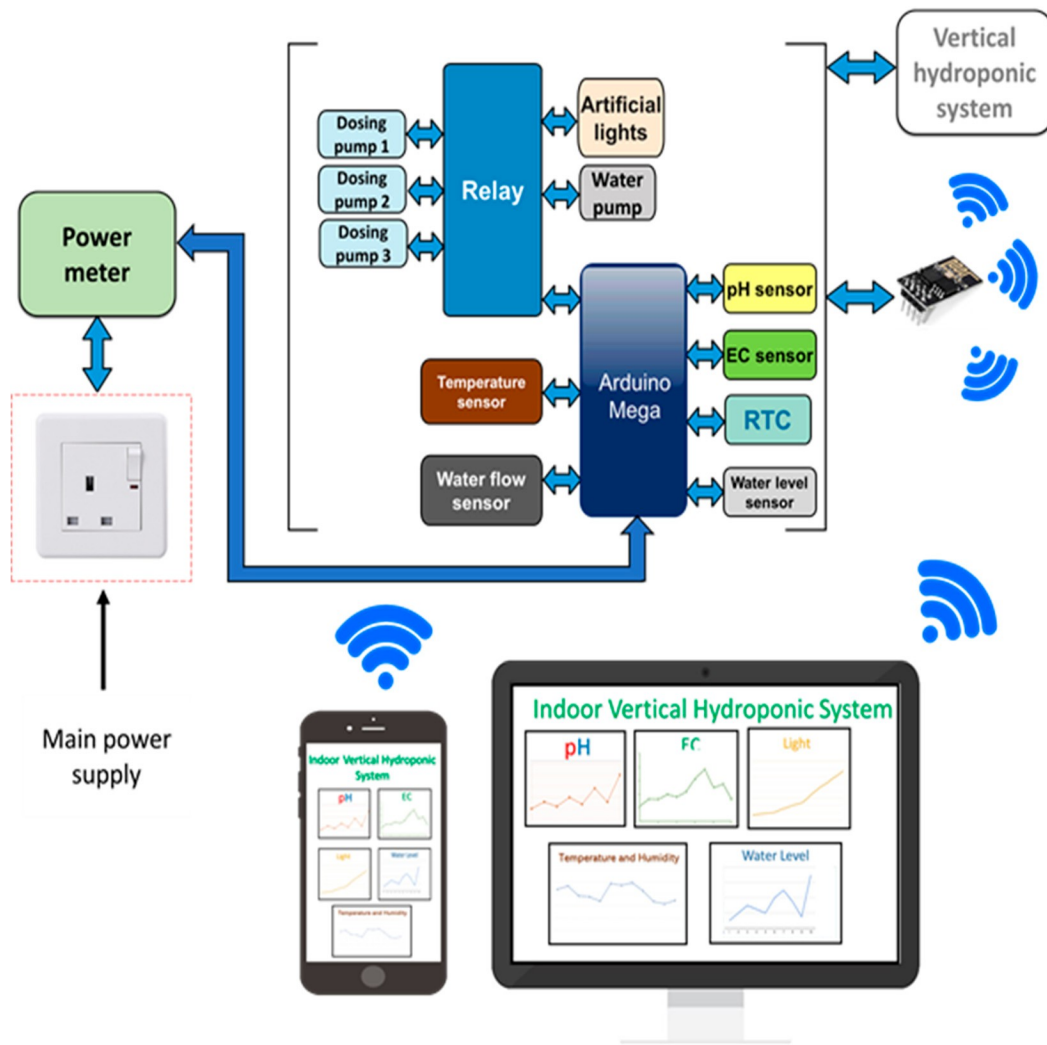 Vertical
hydroponic
system
Dosing
pump 1
Dosing
pump 2
Dosing
pump 3
Relay
Artificial
lights
Water
pump
Power
meter
Arduino
Mega
pH sensor
EC sensor
RTC
Water level
sensor
Temperature
sensor
Water flow
sensor
Main power
supply
Indoor Vertical Hydroponic
System
pH
EC
Light
Water Level
Temperature and Humidity
Indoor Vertical Hydroponic System
pH
EC
Light
Temperature and Humidity
Water Level